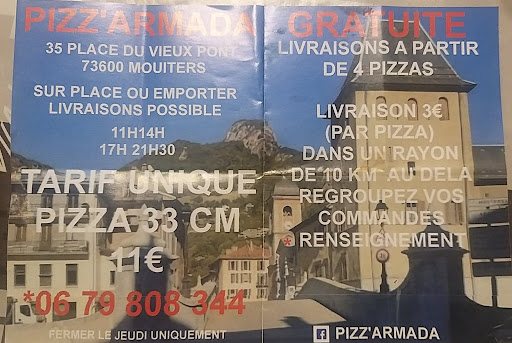 PIZZ'ARMADA
35 PLACE DU VIEUX PONT
73600 MOUITERS
SUR PLACE OU EMPORTER
LIVRAISONS POSSIBLE
11H14H
17H 21H30
TARIF UNIQUE
PIZZA 33 CM
11€
*06 79 808 344
FERMER LE JEUDI UNIQUEMENT
GRATUITE
LIVRAISONS A PARTIR
DE 4 PIZZAS
LIVRAISON 3€
(PAR PIZZA)
DANS UN RAYON
DE 10 KM AU DELA
REGROUPEZ VOS
COMMANDES
RENSEIGNEMENT
PIZZ'ARMADA